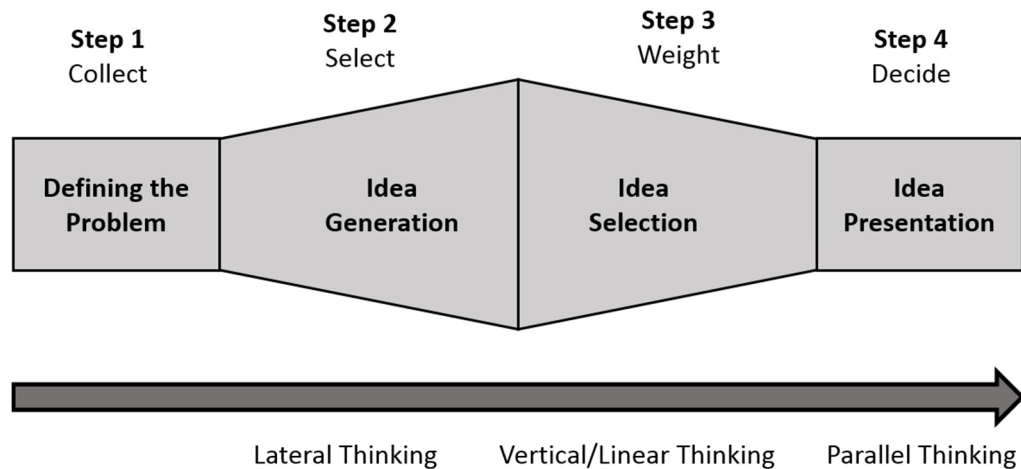 Step 1
Collect
Step 2
Select
Step 3
Weight
Step 4
Decide
Defining the
Problem
Idea
Generation
Idea
Selection
Idea
Presentation
Lateral Thinking
Vertical/Linear Thinking
Parallel Thinking